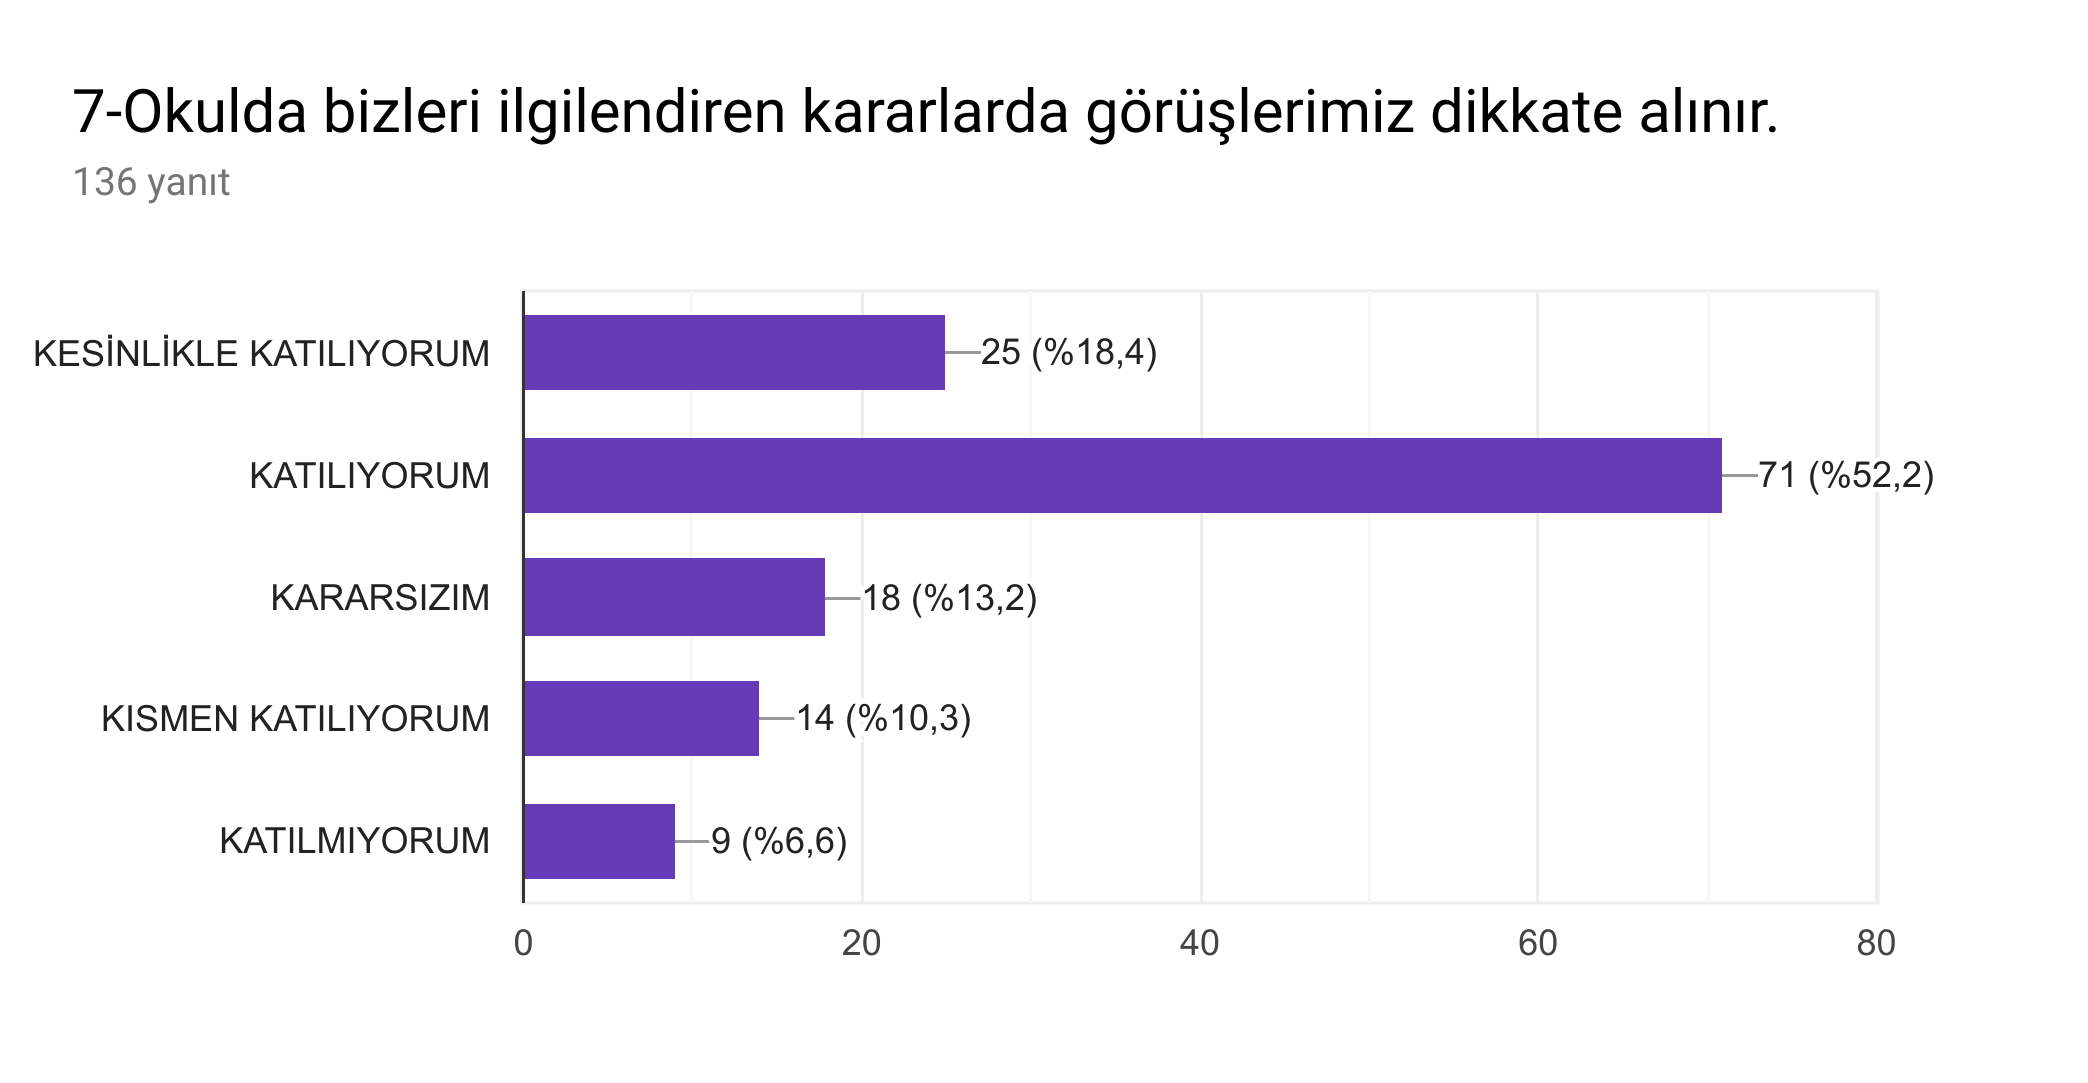 7-Okulda bizleri ilgilendiren kararlarda görüşlerimiz dikkate alınır.
136 yanıt
KESİNLİKLE KATILIYORUM 25 (%18,4)
KATILIYORUM 71 (%52,2)
KARARSIZIM 18 (%13,2)
KISMEN KATILIYORUM 14 (%10,3)
KATILMIYORUM 9 (%6,6)
0 20 40 60 80